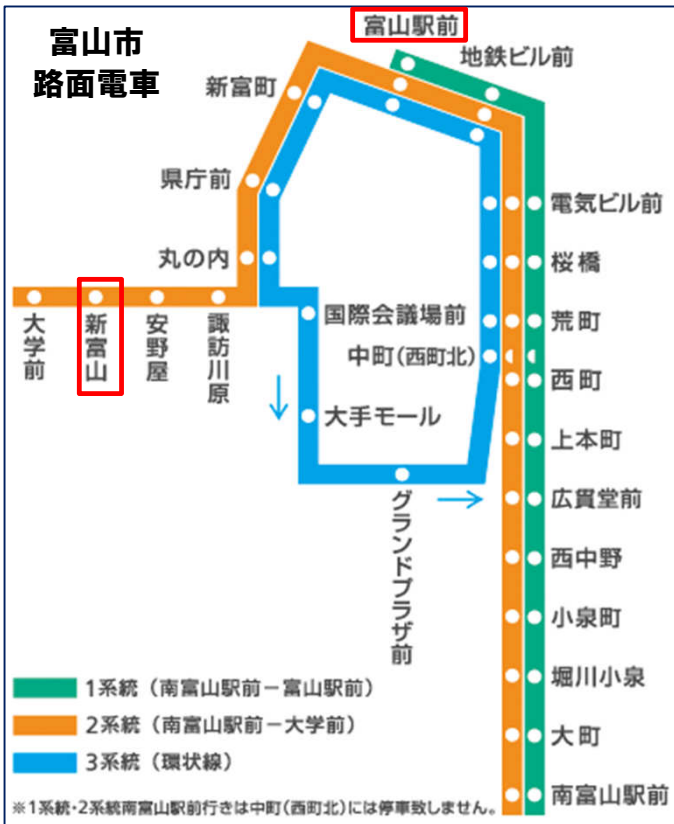 富山市
路面電車
富山駅前
地鉄ビル前
新富町
県庁前
丸の内
大学前
新富山
安野屋
諏訪川原
国際会議場前
中町(西町北)
大手モール
グランドプラザ前
電気ビル前
桜橋
荒町
西町
上本町
広貫堂前
西中野
小泉町
堀川小泉
大町
南富山駅前
1系統(南富山駅前－富山駅前)
2系統(南富山駅前－大学前)
3系統(環状線)
※1系統・2系統南富山駅前行きは中町(西町北)には停車致しません。